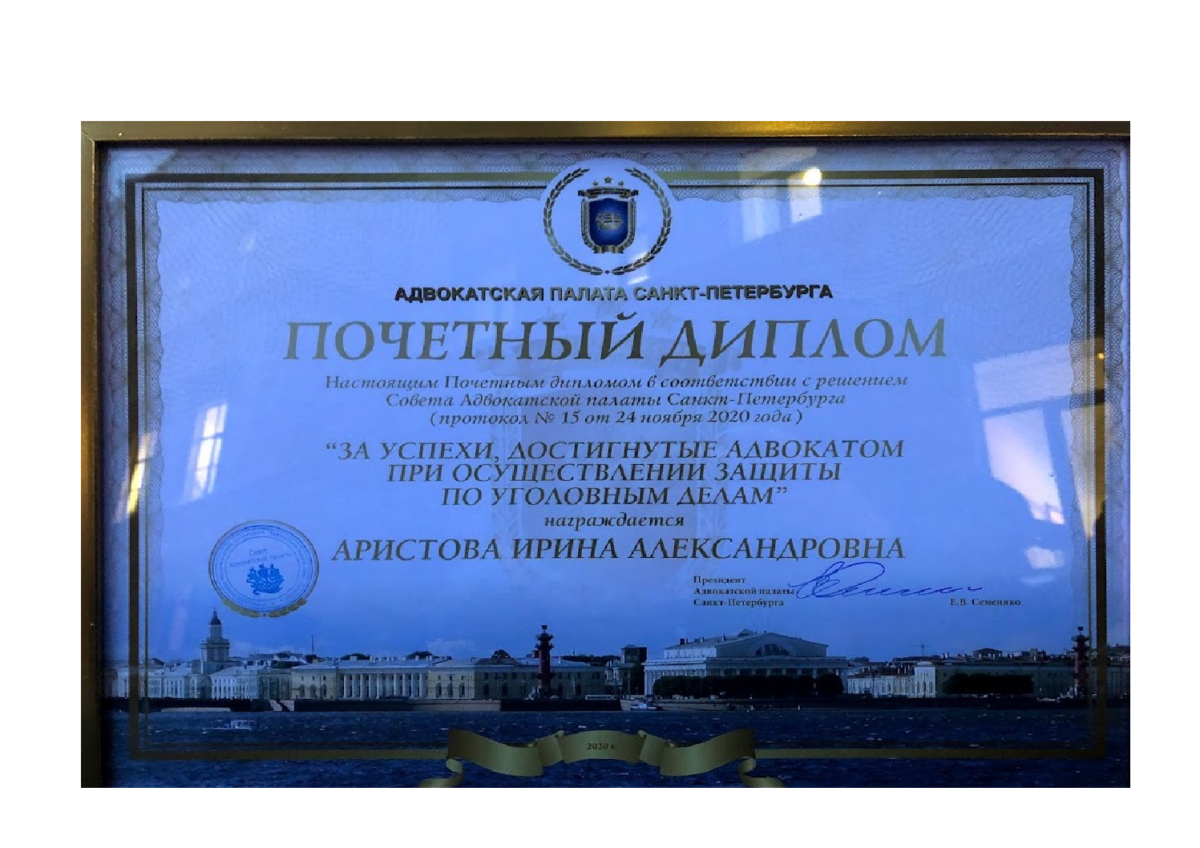 АДВОКАТСКАЯ ПАЛАТА САНКТ-ПЕТЕРБУРГА
ПОЧЕТНЫЙ ДИПЛОМ
Настоящим Почетным дипломом в соответствии с решением
Совета Адвокатской палаты Санкт-Петербурга
(протокол № 15 от 24 ноября 2020 года)
“ЗА УСПЕХИ, ДОСТИГНУТЫЕ АДВОКАТОМ
ПРИ ОСУЩЕСТВЛЕНИИ ЗАЩИТЫ
ПО УГОЛОВНЫМ ДЕЛАМ”
награждается
АРИСТОВА ИРИНА АЛЕКСАНДРОВНА
Совет
Президент
Адвокатской палаты
Санкт-Петербурга
Е.В. Семеняко
2020 г.